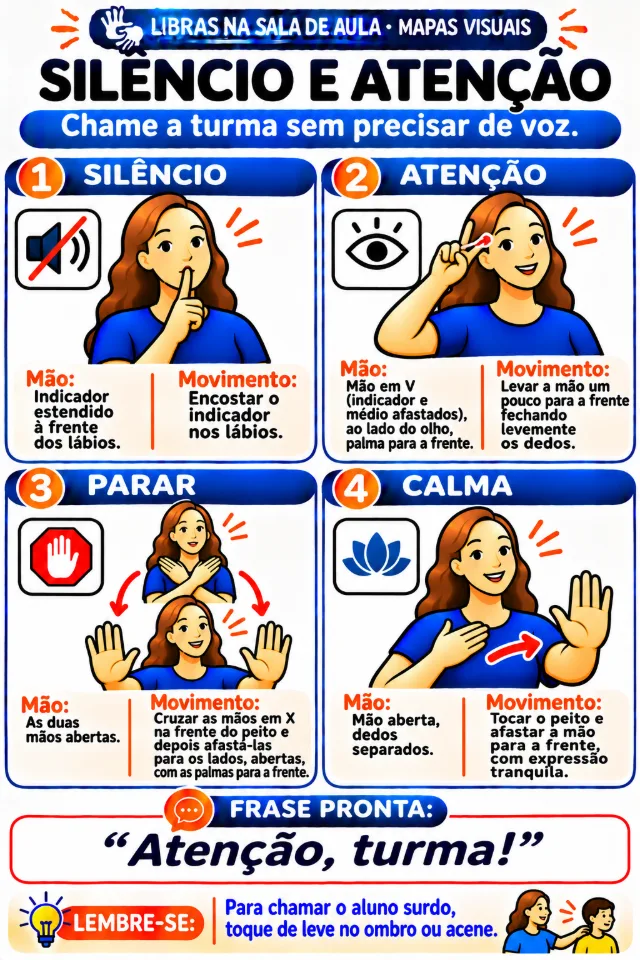 LIBRAS NA SALA DE AULA • MAPAS VISUAIS
SILÊNCIO E ATENÇÃO
Chame a turma sem precisar de voz.
1 SILÊNCIO
Mão:
Indicador
estendido
à frente
dos lábios.
Movimento:
Encostar o
indicador
nos lábios.
2 ATENÇÃO
Mão:
Mão em V
(indicador e
médio afastados),
ao lado do olho,
palma para a frente.
Movimento:
Levar a mão um
pouco para a frente
fechando
levemente
os dedos.
3 PARAR
Mão:
As duas
mãos abertas.
Movimento:
Cruzar as mãos em X
na frente do peito e
depois afastá-las
para os lados, abertas,
com as palmas para a frente.
4 CALMA
Mão:
Mão aberta,
dedos
separados.
Movimento:
Tocar o peito e
afastar a mão
para a frente,
com expressão
tranquila.
FRASE PRONTA:
“Atenção, turma!”
LEMBRE-SE:
Para chamar o aluno surdo,
toque de leve no ombro ou acene.